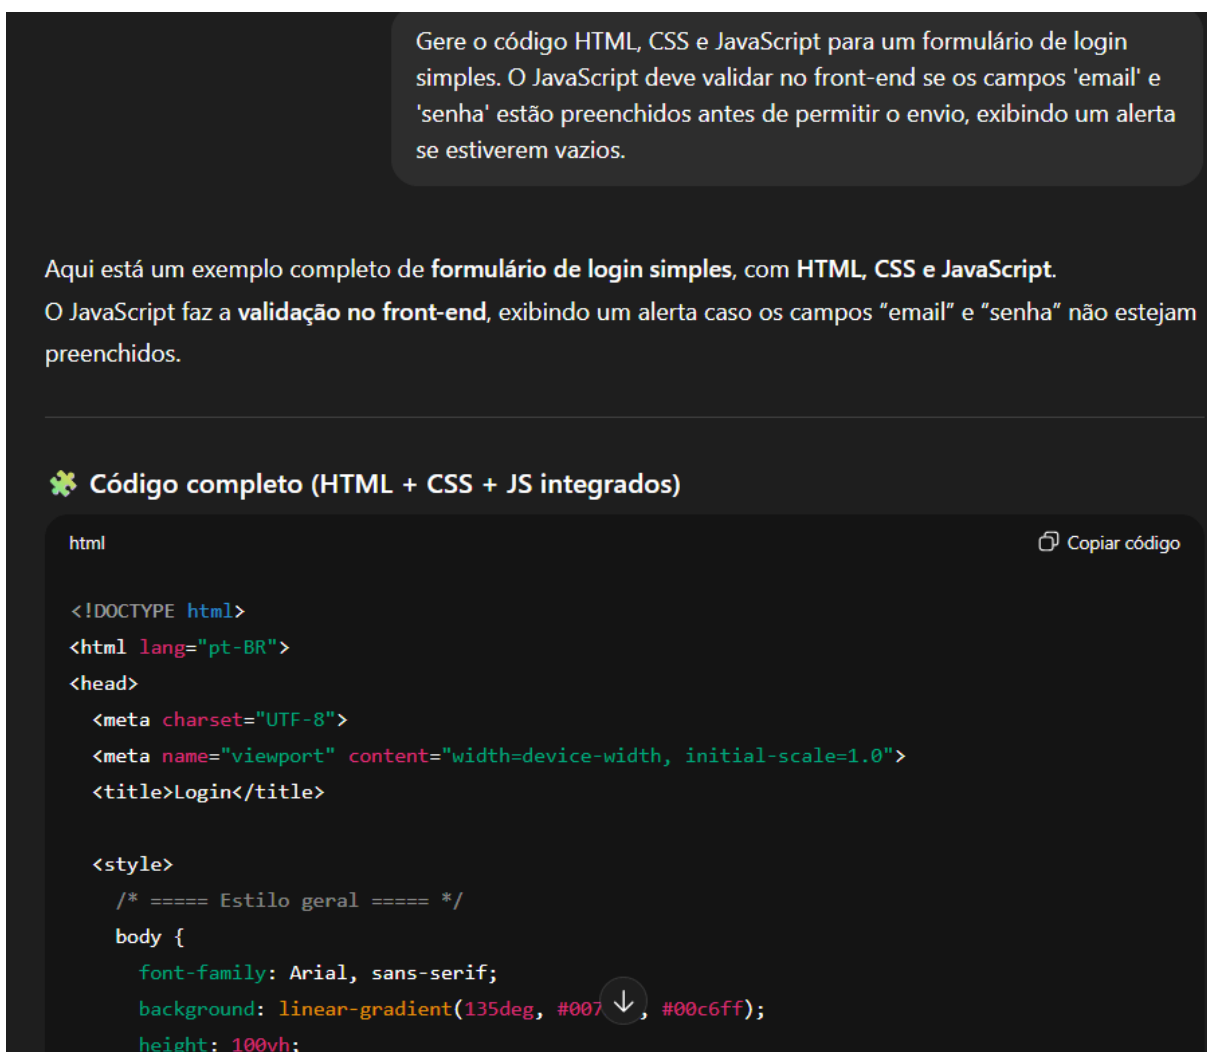 Gere o código HTML, CSS e JavaScript para um formulário de login
simples. O JavaScript deve validar no front-end se os campos 'email' e
'senha' estão preenchidos antes de permitir o envio, exibindo um alerta
se estiverem vazios.
Aqui está um exemplo completo de formulário de login simples, com HTML, CSS e JavaScript.
O JavaScript faz a validação no front-end, exibindo um alerta caso os campos “email” e “senha” não estejam
preenchidos.
Código completo (HTML + CSS + JS integrados)
html
Copiar código
<!DOCTYPE html>
<html lang="pt-BR">
<head>
<meta charset="UTF-8">
<meta name="viewport" content="width=device-width, initial-scale=1.0">
<title>Login</title>
<style>
/* ===== Estilo geral ===== */
body {
font-family: Arial, sans-serif;
background: linear-gradient(135deg, #007 , #00c6ff);
height: 100vh;